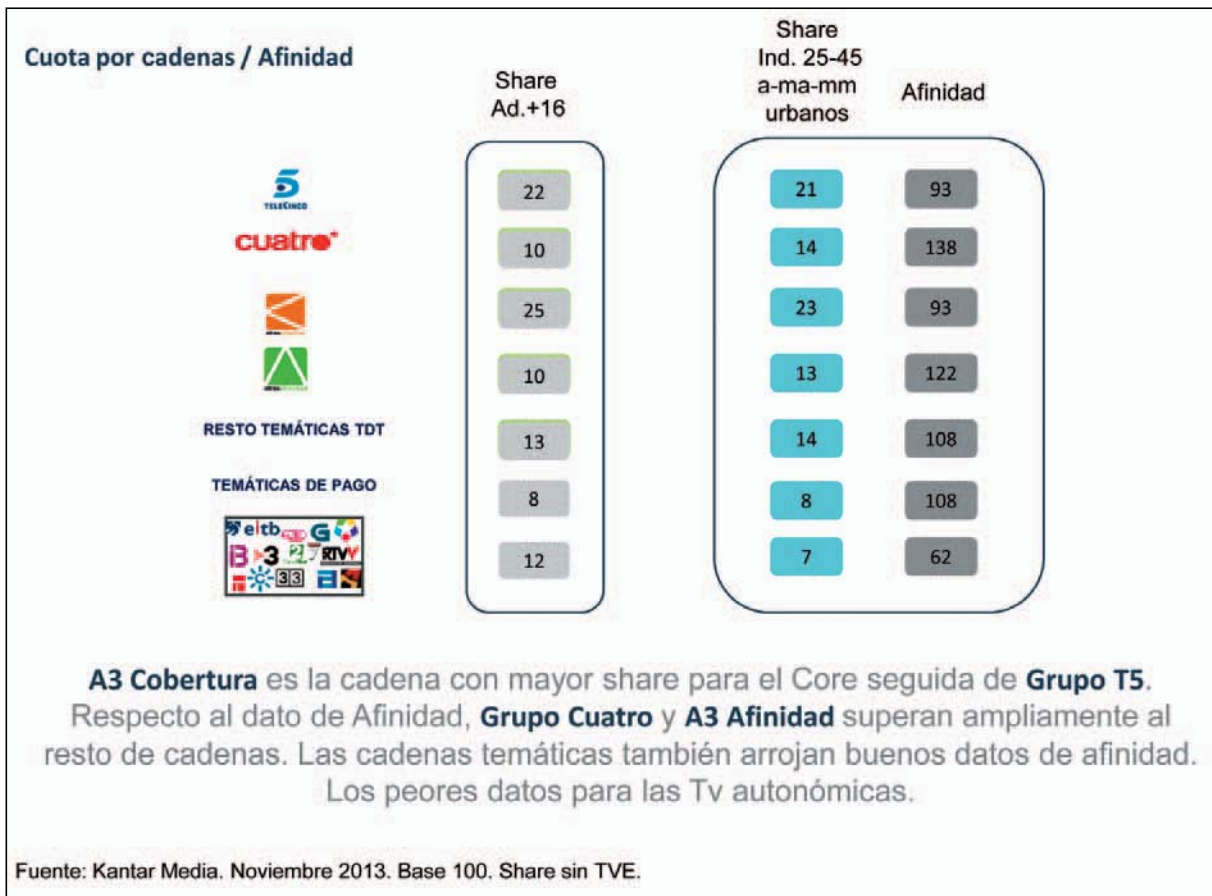 Cuota por cadenas / Afinidad
Share
Ad.+16
Share
Ind. 25-45
a-ma-mm
urbanos
Afinidad
5
TELECINCO
22
21
93
cuatro
10
14
138
25
23
93
10
13
122
RESTO TEMÁTICAS TDT
13
14
108
TEMÁTICAS DE PAGO
8
8
108
eitb
G
B
3
2
RTVV
33
12
7
62
A3 Cobertura es la cadena con mayor share para el Core seguida de Grupo T5.
Respecto al dato de Afinidad, Grupo Cuatro y A3 Afinidad superan ampliamente al
resto de cadenas. Las cadenas temáticas también arrojan buenos datos de afinidad.
Los peores datos para las Tv autonómicas.
Fuente: Kantar Media. Noviembre 2013. Base 100. Share sin TVE.